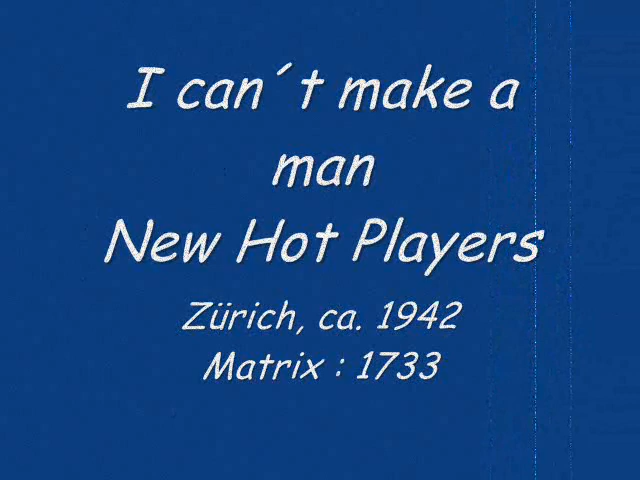 I can´t make a
man
New Hot Players
Zürich, ca. 1942
Matrix : 1733